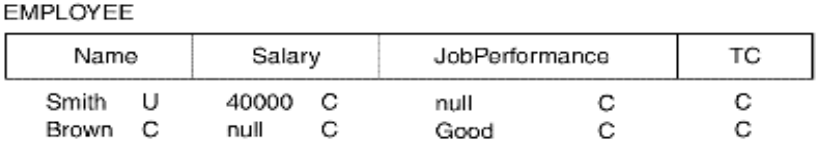 EMPLOYEE
Name Salary JobPerformance TC
Smith U 40000 C null C C
Brown C null C Good C C